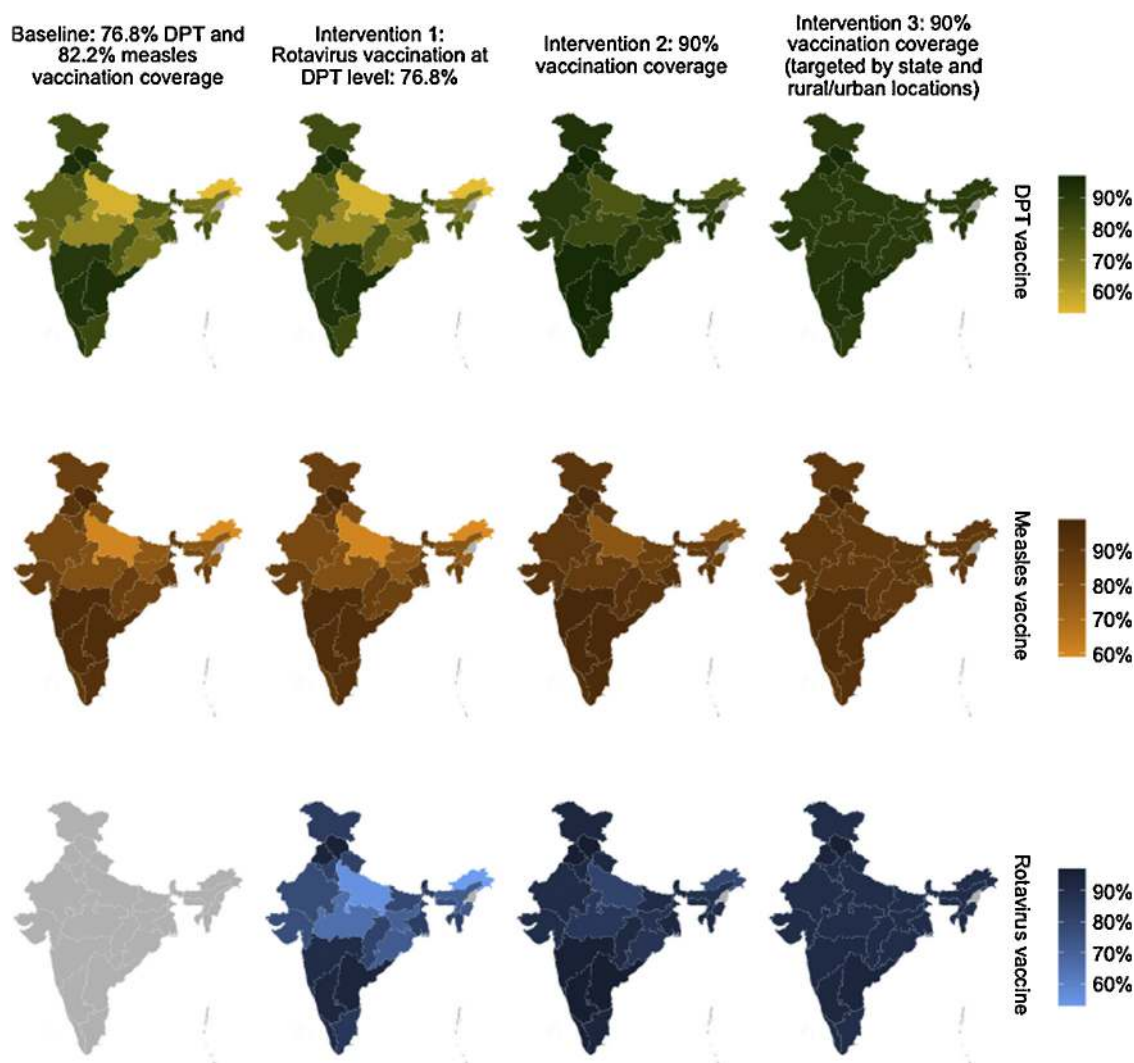 Baseline: 76.8% DPT and
82.2% measles
vaccination coverage
Intervention 1:
Rotavirus vaccination at
DPT level: 76.8%
Intervention 2: 90%
vaccination coverage
Intervention 3: 90%
vaccination coverage
(targeted by state and
rural/urban locations)
DPT vaccine
90%
80%
70%
60%
Measles vaccine
90%
80%
70%
60%
Rotavirus vaccine
90%
80%
70%
60%